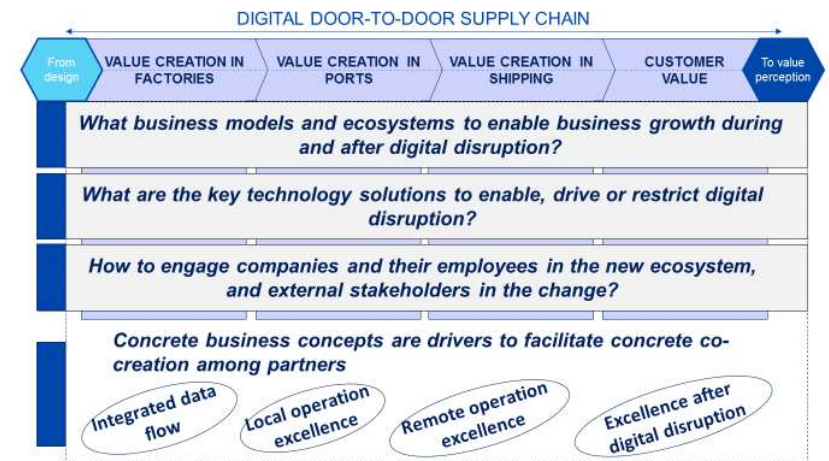 DIGITAL DOOR-TO-DOOR SUPPLY CHAIN
From
design
VALUE CREATION IN
FACTORIES
VALUE CREATION IN
PORTS
VALUE CREATION IN
SHIPPING
CUSTOMER
VALUE
To value
perception
What business models and ecosystems to enable business growth during
and after digital disruption?
What are the key technology solutions to enable, drive or restrict digital
disruption?
How to engage companies and their employees in the new ecosystem,
and external stakeholders in the change?
Concrete business concepts are drivers to facilitate concrete co-
creation among partners
Integrated data
flow
Local operation
excellence
Remote operation
excellence
Excellence after
digital disruption